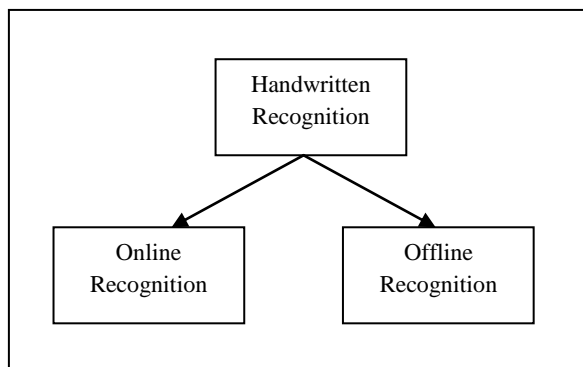 Handwritten
Recognition
Online
Recognition
Offline
Recognition